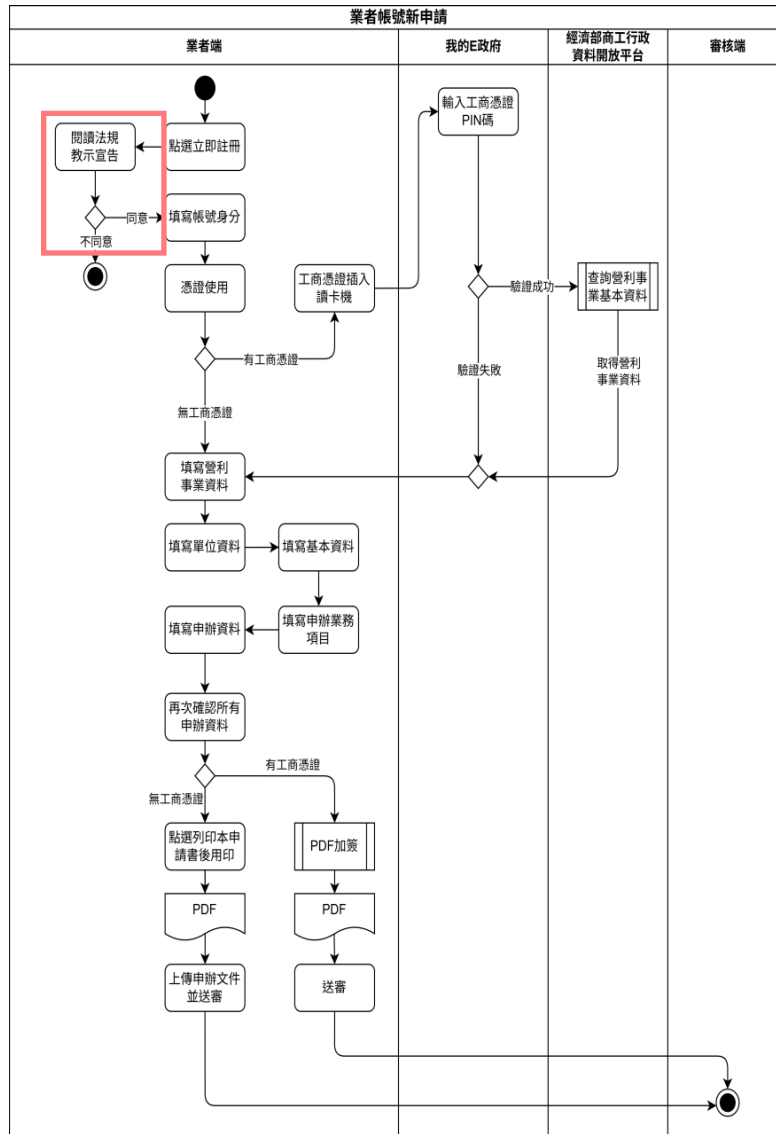 業者帳號新申請
業者端
我的E政府
經濟部商工行政
資料開放平台
審核端
輸入工商憑證
PIN碼
閱讀法規
教示宣告
點選立即註冊
同意
填寫帳號身分
不同意
憑證使用
工商憑證插入
讀卡機
驗證成功
查詢營利事
業基本資料
有工商憑證
驗證失敗
取得營利
事業資料
無工商憑證
填寫營利
事業資料
填寫單位資料
填寫基本資料
填寫申辦資料
填寫申辦業務
項目
再次確認所有
申辦資料
有工商憑證
無工商憑證
點選列印本申
請書後用印
PDF加簽
PDF
PDF
上傳申辦文件
並送審
送審